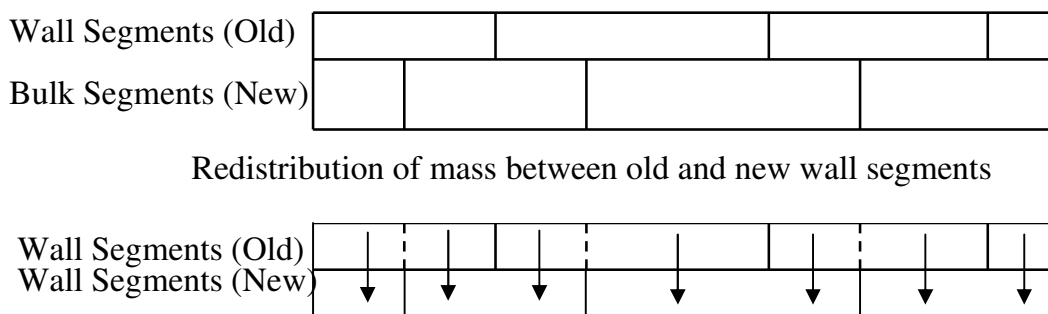 Wall Segments (Old)
Bulk Segments (New)
Redistribution of mass between old and new wall segments
Wall Segments (Old)
Wall Segments (New)